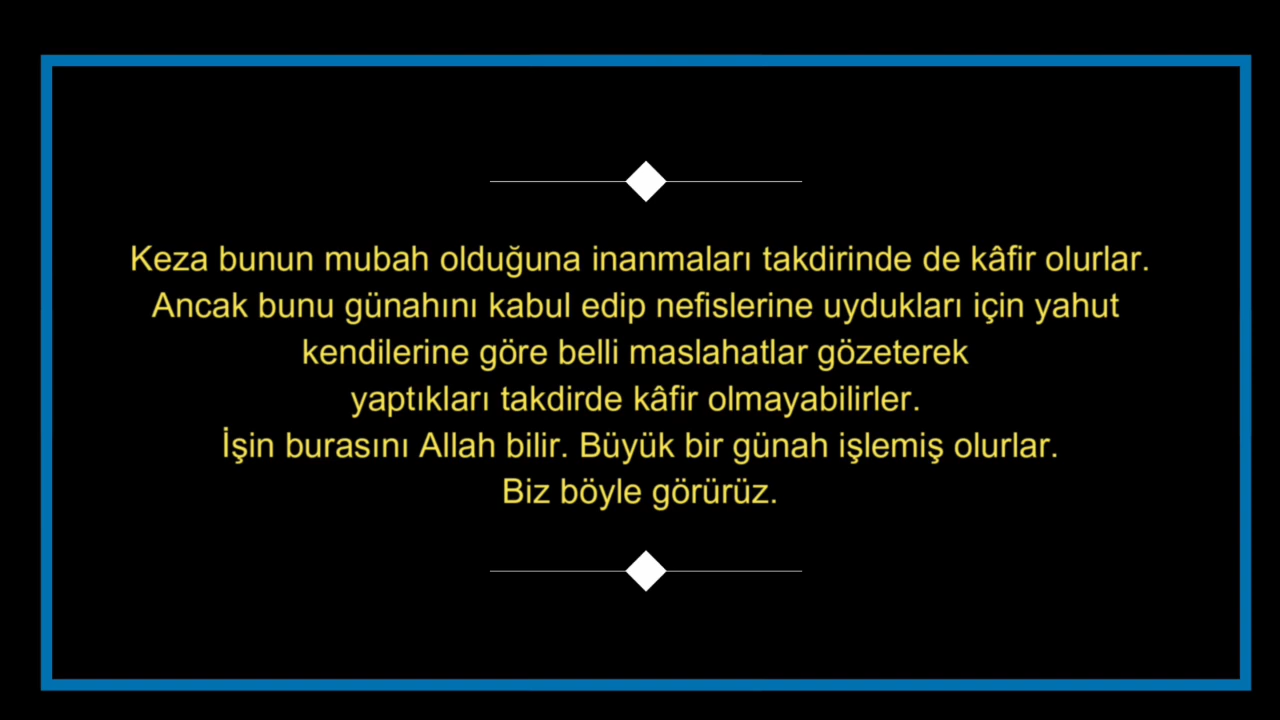 Keza bunun mubah olduğuna inanmaları takdirinde de kâfir olurlar.
Ancak bunu günahını kabul edip nefislerine uydukları için yahut
kendilerine göre belli maslahatlar gözeterek
yaptıkları takdirde kâfir olmayabilirler.
İşin burasını Allah bilir. Büyük bir günah işlemiş olurlar.
Biz böyle görürüz.